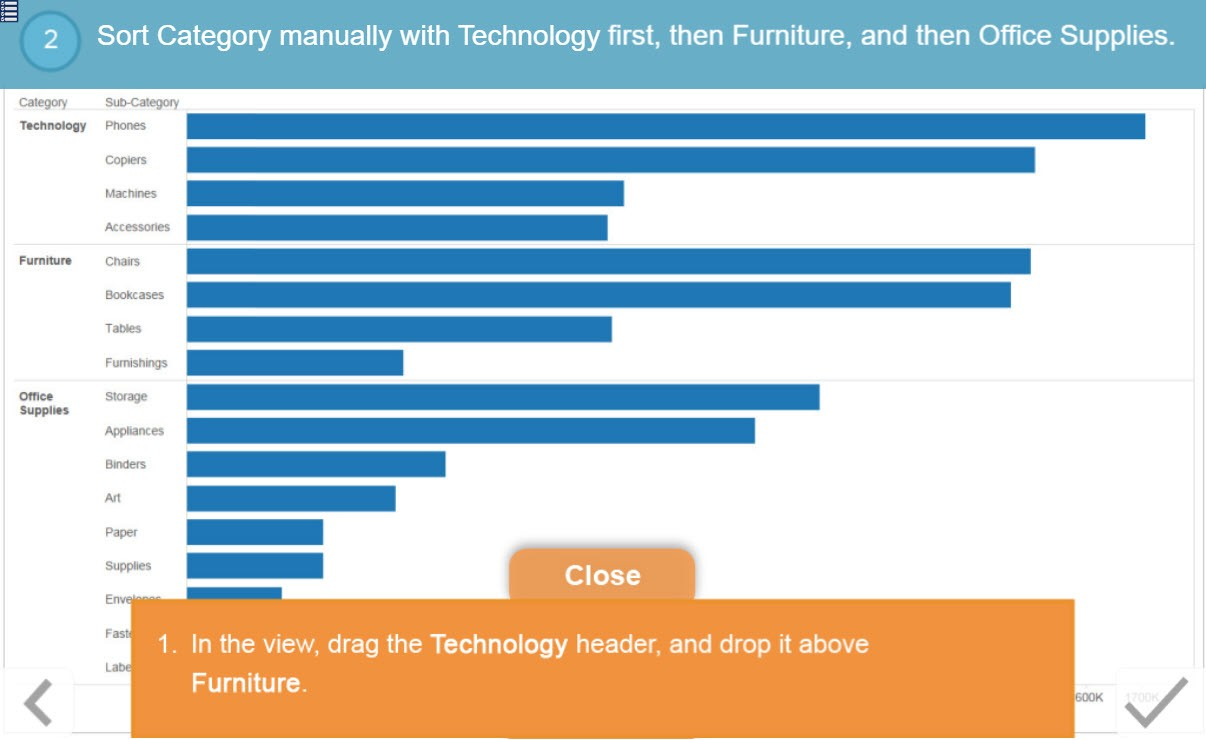 2
Sort Category manually with Technology first, then Furniture, and then Office Supplies.
Category Sub-Category
Technology Phones
Copiers
Machines
Accessories
Furniture Chairs
Bookcases
Tables
Furnishings
Office
Supplies
Storage
Appliances
Binders
Art
Paper
Supplies
Envelopes
Close
1. In the view, drag the Technology header, and drop it above
Furniture.
600K 1700K